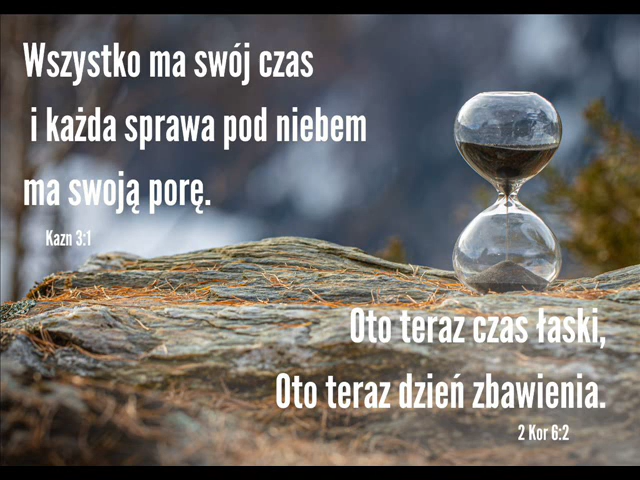 Wszystko ma swój czas
i każda sprawa pod niebem
ma swoją porę.
Kazn 3:1
Oto teraz czas łaski,
Oto teraz dzień zbawienia.
2 Kor 6:2